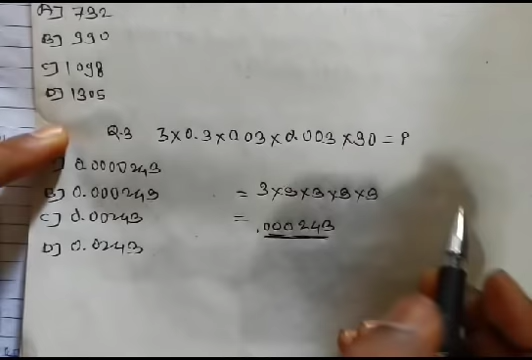 A] 792
B] 990
C] 1098
D] 1305
Q.3 3×0.3×0.03×0.003×30=?
] 0.0000243
B] 0.000243
= 3×3×3×3×3
C] 0.00243
= .000243
D] 0.0243